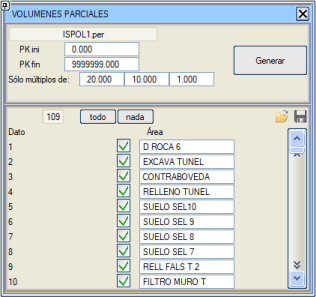 VOLUMENES PARCIALES
ISPOL1.per
PK ini 0.000
PK fin 9999999.000
Generar
Sólo múltiplos de: 20.000 10.000 1.000
109 todo nada
Dato Área
1 D ROCA 6
2 EXCAVA TUNEL
3 CONTRABOVEDA
4 RELLENO TUNEL
5 SUELO SEL10
6 SUELO SEL 9
7 SUELO SEL 8
8 SUELO SEL 7
9 RELL FALS T 2
10 FILTRO MURO T